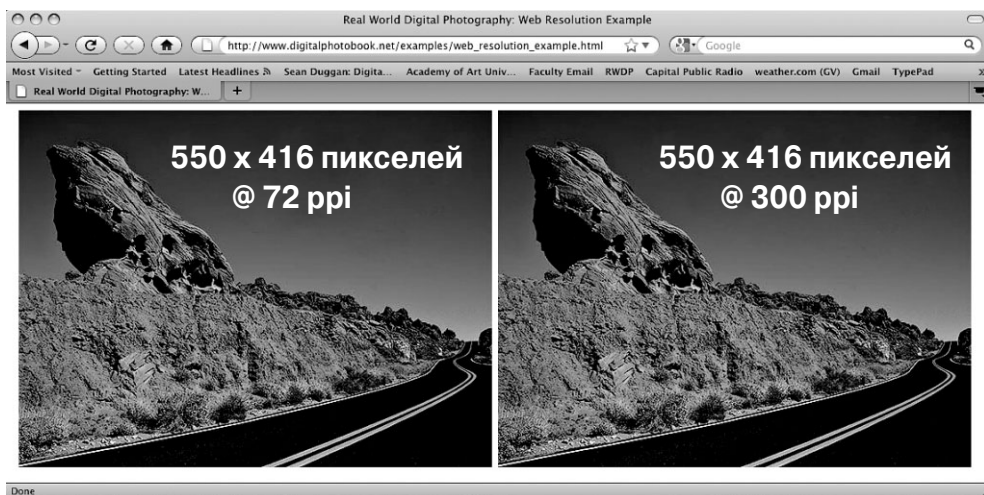 Real World Digital Photography: Web Resolution Example
http://www.digitalphotobook.net/examples/web_resolution_example.html
Google
Most Visited Getting Started Latest Headlines Sean Duggan: Digita... Academy of Art Univ... Faculty Email RWDP Capital Public Radio weather.com (GV) Gmail TypePad
Real World Digital Photography: W... +
550 x 416 пикселей
@ 72 ppi
550 x 416 пикселей
@ 300 ppi
Done